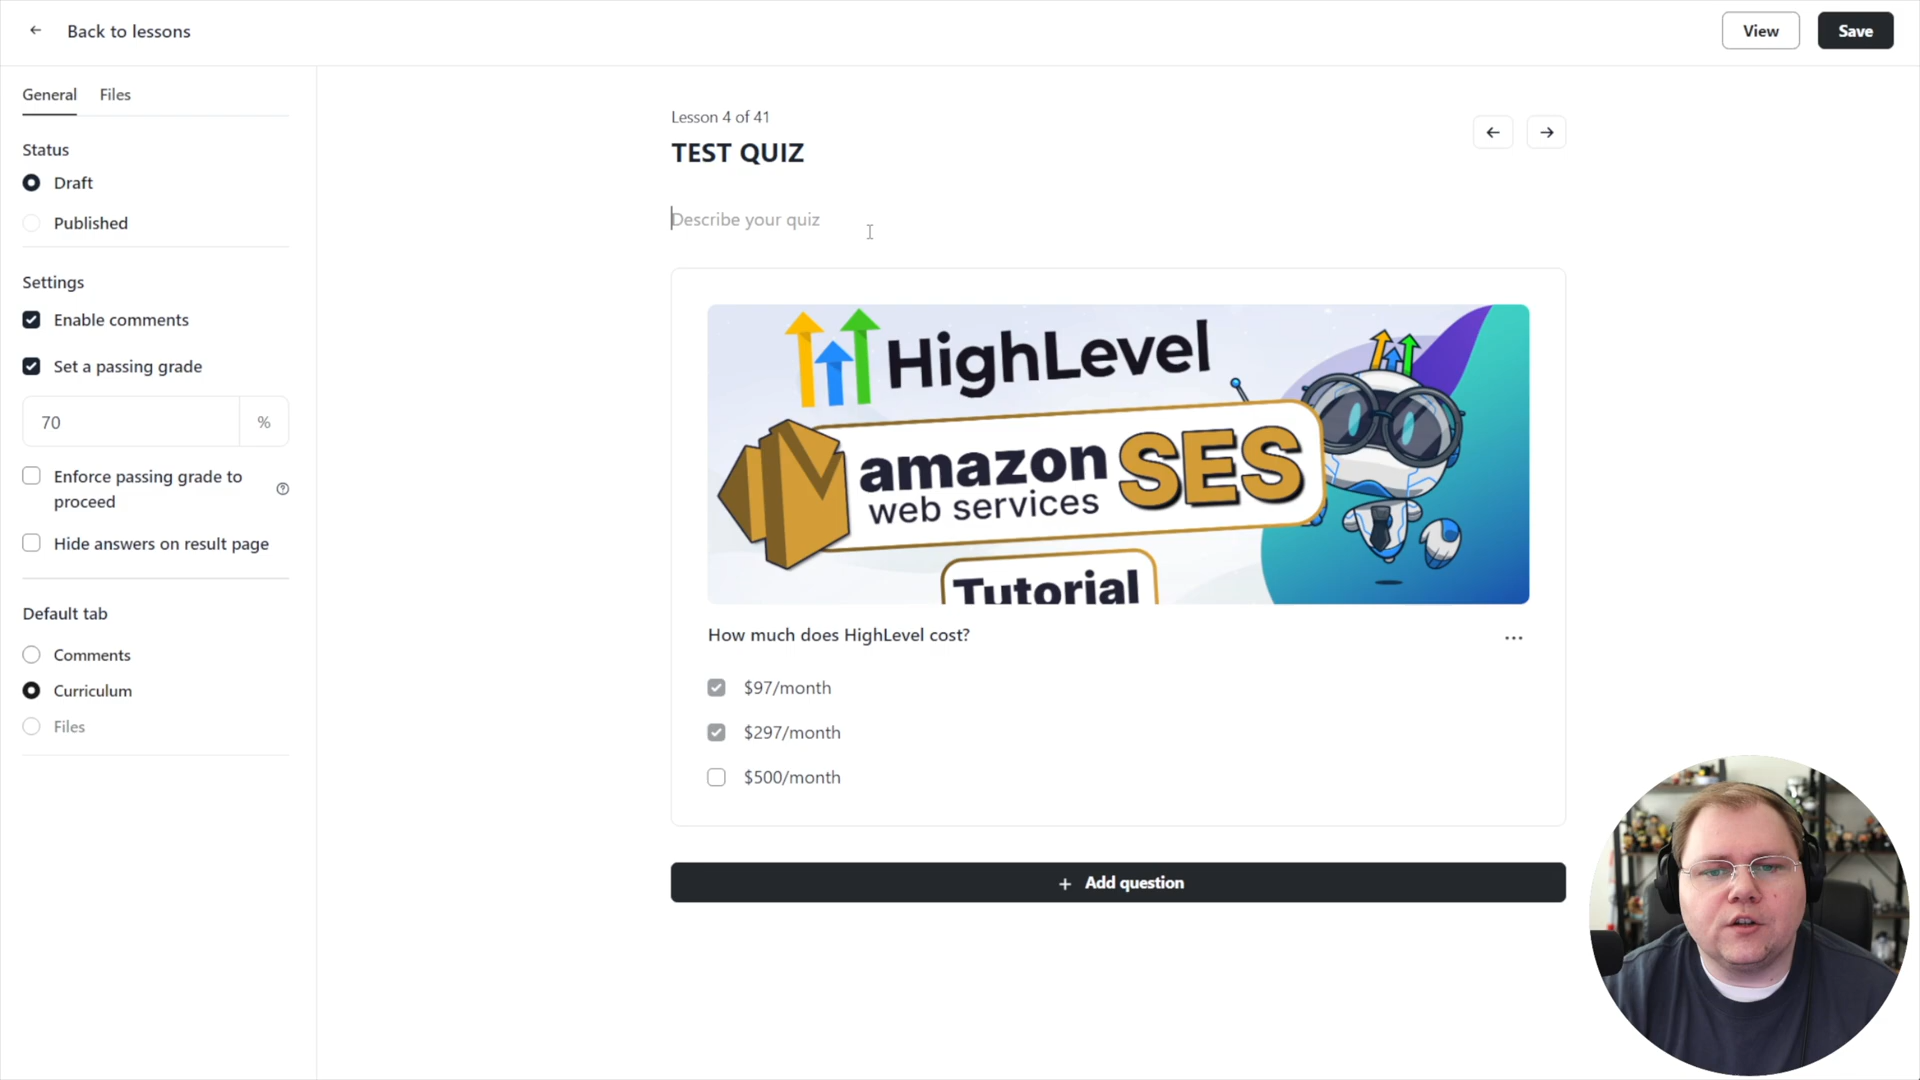 Back to lessons
View
Save
General
Files
Status
Draft
Published
Settings
Enable comments
Set a passing grade
70
%
Enforce passing grade to
proceed
Hide answers on result page
Default tab
Comments
Curriculum
Files
Lesson 4 of 41
TEST QUIZ
Describe your quiz
HighLevel
amazon
web services
SES
Tutorial
How much does HighLevel cost?
$97/month
$297/month
$500/month
+ Add question